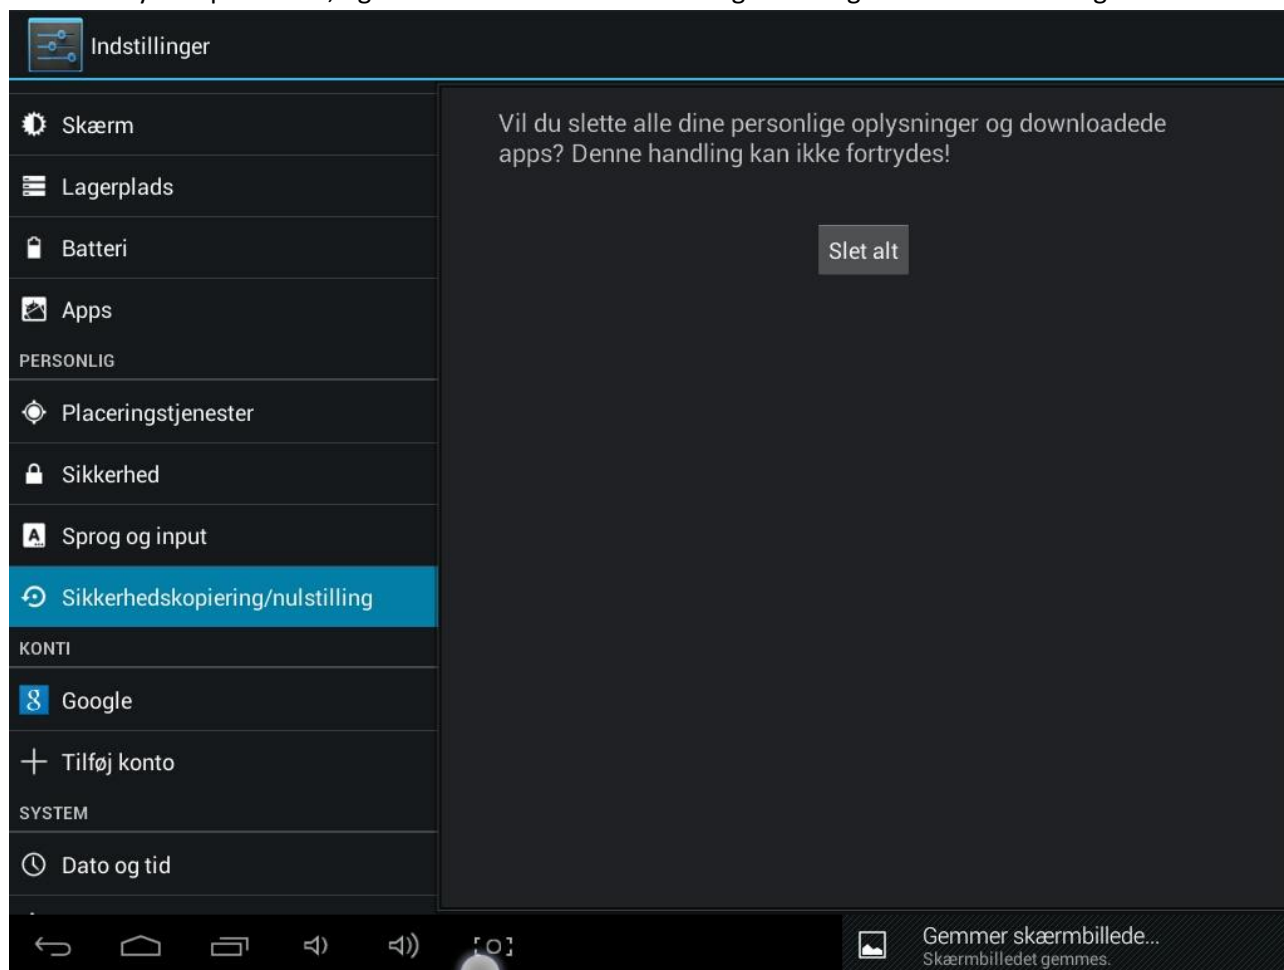 Indstillinger
Skærm
Lagerplads
Batteri
Apps
PERSONLIG
Placeringstjenester
Sikkerhed
Sprog og input
Sikkerhedskopiering/nulstilling
KONTI
Google
Tilføj konto
SYSTEM
Dato og tid
Vil du slette alle dine personlige oplysninger og downloadede
apps? Denne handling kan ikke fortrydes!
Slet alt
Gemmer skærmbillede...
Skærmbilledet gemmes.